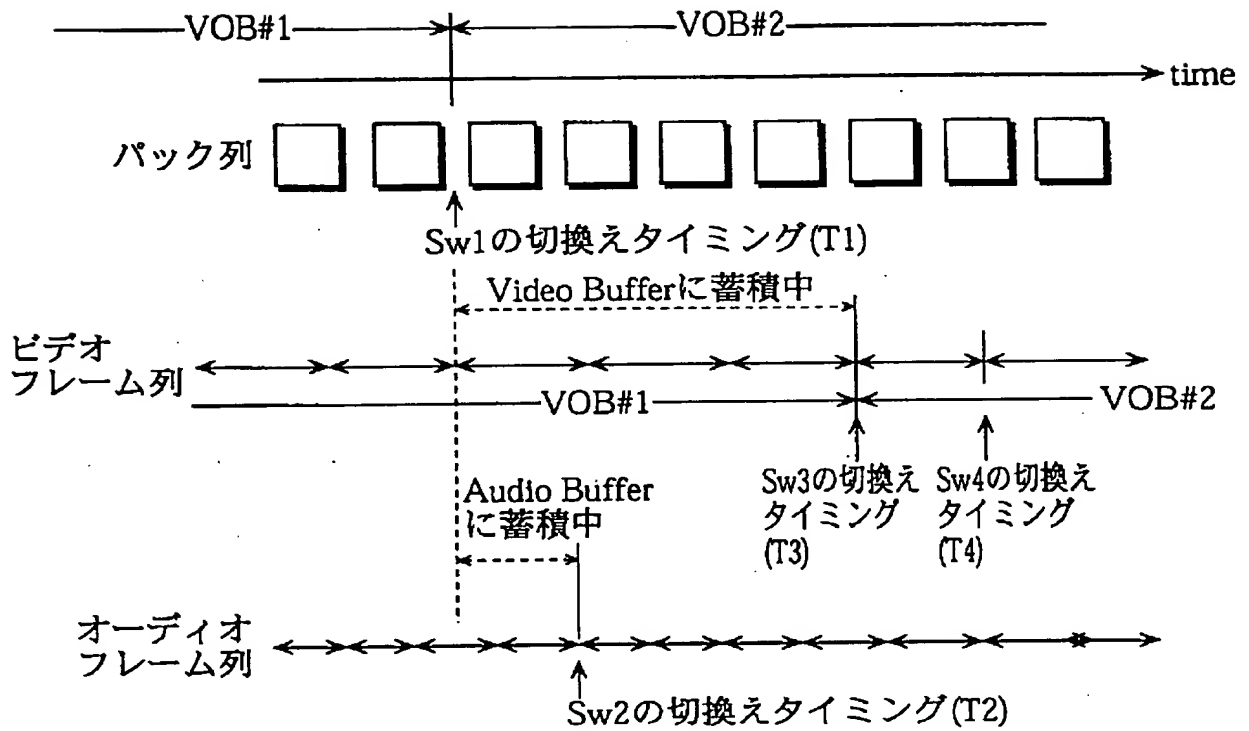 VOB#1
VOB#2
time
パック列
Sw1の切換えタイミング(T1)
Video Bufferに蓄積中
ビデオ
フレーム列
VOB#1
VOB#2
Audio Buffer
に蓄積中
Sw3の切換え
タイミング
(T3)
Sw4の切換え
タイミング
(T4)
オーディオ
フレーム列
Sw2の切換えタイミング(T2)